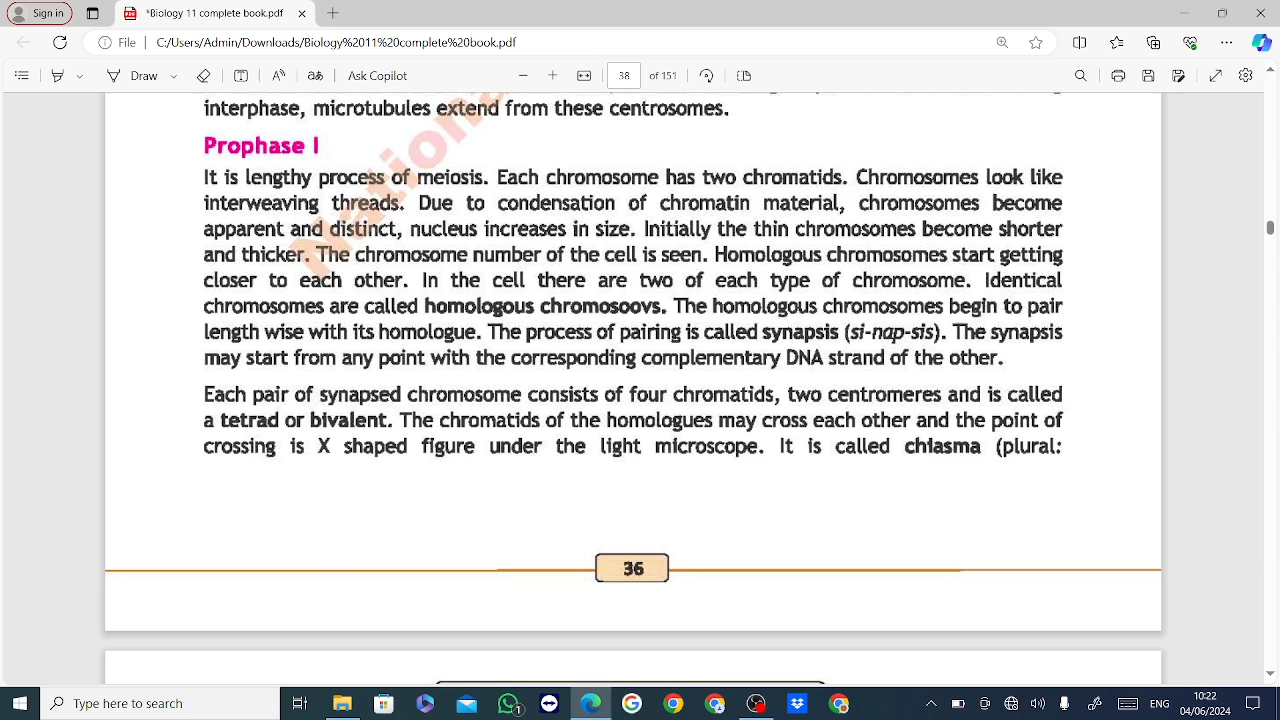 Sign in
*Biology 11 complete book.pdf
File C:/Users/Admin/Downloads/Biology%2011%20complete%20book.pdf
Draw Ask Copilot 38 of 151
interphase, microtubules extend from these centrosomes.
Prophase I
It is lengthy process of meiosis. Each chromosome has two chromatids. Chromosomes look like
interweaving threads. Due to condensation of chromatin material, chromosomes become
apparent and distinct, nucleus increases in size. Initially the thin chromosomes become shorter
and thicker. The chromosome number of the cell is seen. Homologous chromosomes start getting
closer to each other. In the cell there are two of each type of chromosome. Identical
chromosomes are called homologous chromosoovs. The homologous chromosomes begin to pair
length wise with its homologue. The process of pairing is called synapsis (si-nap-sis). The synapsis
may start from any point with the corresponding complementary DNA strand of the other.
Each pair of synapsed chromosome consists of four chromatids, two centromeres and is called
a tetrad or bivalent. The chromatids of the homologues may cross each other and the point of
crossing is X shaped figure under the light microscope. It is called chiasma (plural:
Nationa
36
Type here to search
1
ENG
10:22
04/06/2024